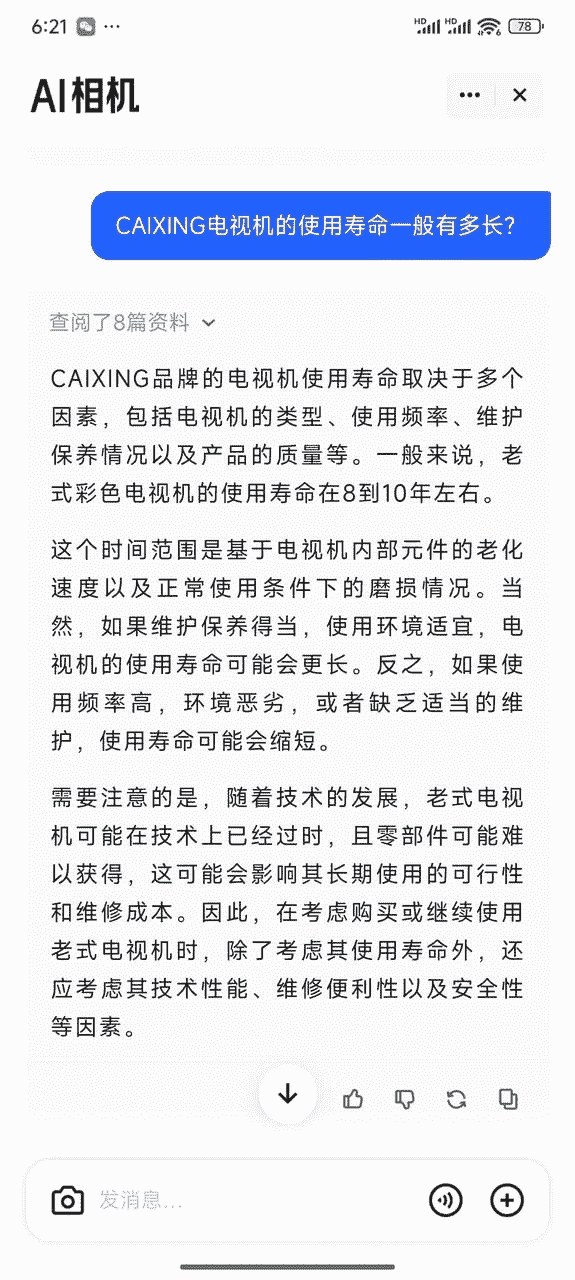 6:21
HD HD 6 78
AI相机
CAIXING电视机的使用寿命一般有多长？
查阅了8篇资料
CAIXING品牌的电视机使用寿命取决于多个
因素，包括电视机的类型、使用频率、维护
保养情况以及产品的质量等。一般来说，老
式彩色电视机的使用寿命在8到10年左右。
这个时间范围是基于电视机内部元件的老化
速度以及正常使用条件下的磨损情况。当
然，如果维护保养得当，使用环境适宜，电
视机的使用寿命可能会更长。反之，如果使
用频率高，环境恶劣，或者缺乏适当的维
护，使用寿命可能会缩短。
需要注意的是，随着技术的发展，老式电视
机可能在技术上已经过时，且零部件可能难
以获得，这可能会影响其长期使用的可行性
和维修成本。因此，在考虑购买或继续使用
老式电视机时，除了考虑其使用寿命外，还
应考虑其技术性能、维修便利性以及安全性
等因素。
发消息...